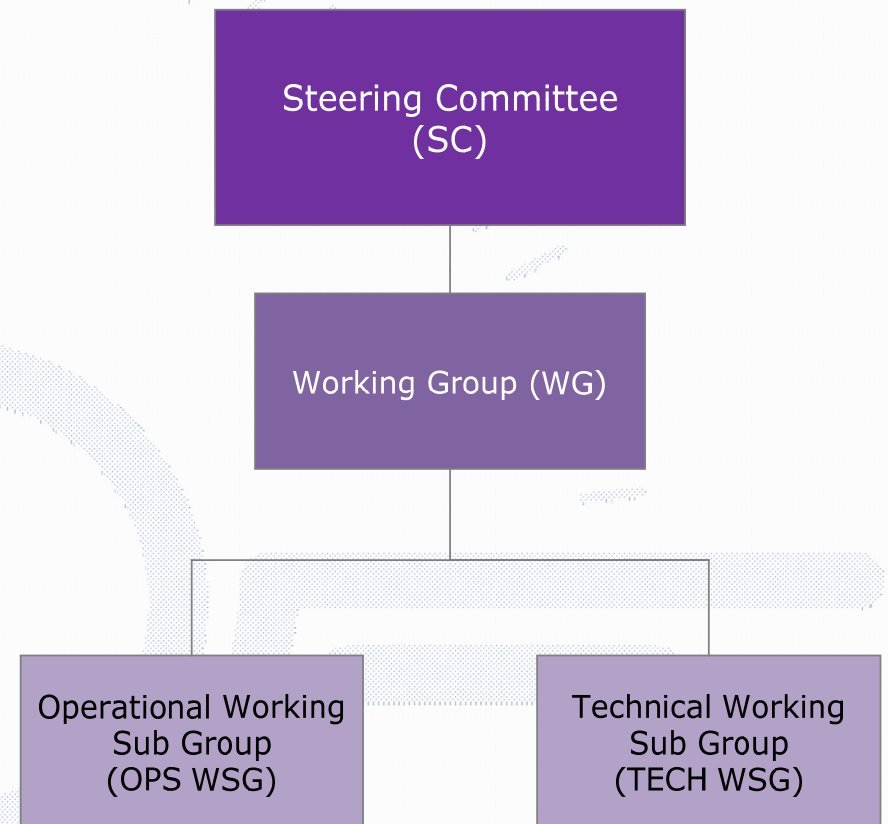 Steering Committee
(SC)
Working Group (WG)
Operational Working
Sub Group
(OPS WSG)
Technical Working
Sub Group
(TECH WSG)